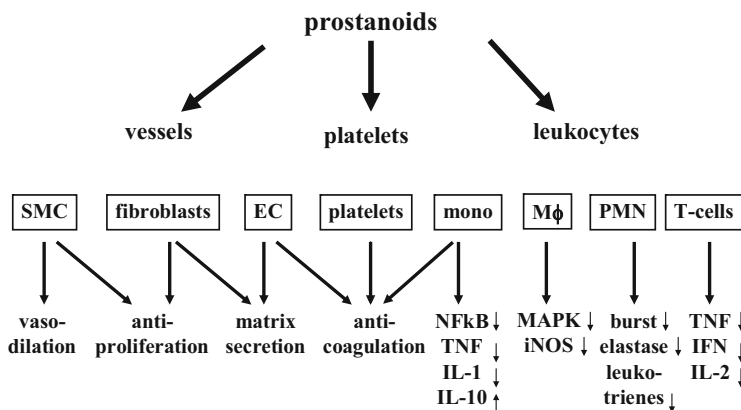 prostanoids
vessels platelets leukocytes
SMC fibroblasts EC platelets mono Mϕ PMN T-cells
vaso-
dilation
anti-
proliferation
matrix
secretion
anti-
coagulation
NFkB ↓
TNF ↓
IL-1 ↓
IL-10 ↑
MAPK ↓
iNOS ↓
burst ↓
elastase ↓
leuko-
trienes ↓
TNF ↓
IFN ↓
IL-2 ↓